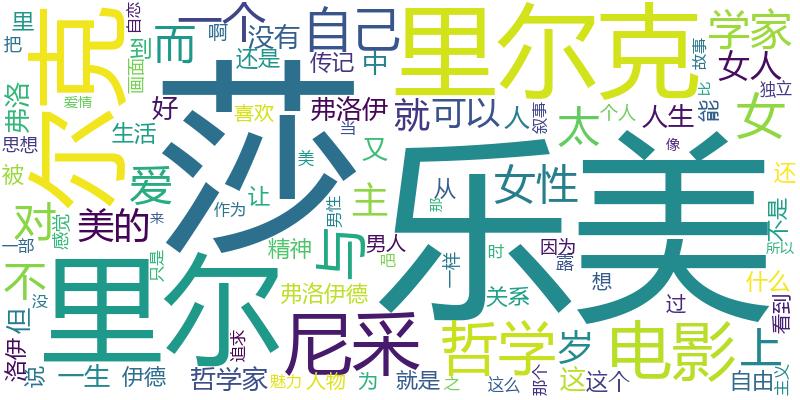 尔克
一个
自己
里尔克
学家
自恋
里
把
到
而
啊
没有
还是
传记
中
故事
女人
独立
画面
爱情
弗洛
好
喜欢
弗洛伊
就
可以
人
叙事
个人
人生
能
比
女
思想
生活
莎
当
太
像
被
爱
美
又
乐美
还
对
美的
来
作为
让
男性
主
从
那
女性
不是
所以
一部
感觉
只是
精神
与
男人
吧
一样
时
因为
露
想
不
没
里尔
弗洛伊德
关系
过
什么
看到
洛伊
但
尼采
哲学
岁
电影
上
说
一生
伊德
追求
哲学家
魅力
人物
为
就是
之
这么
那个
这
这个
自由
主义